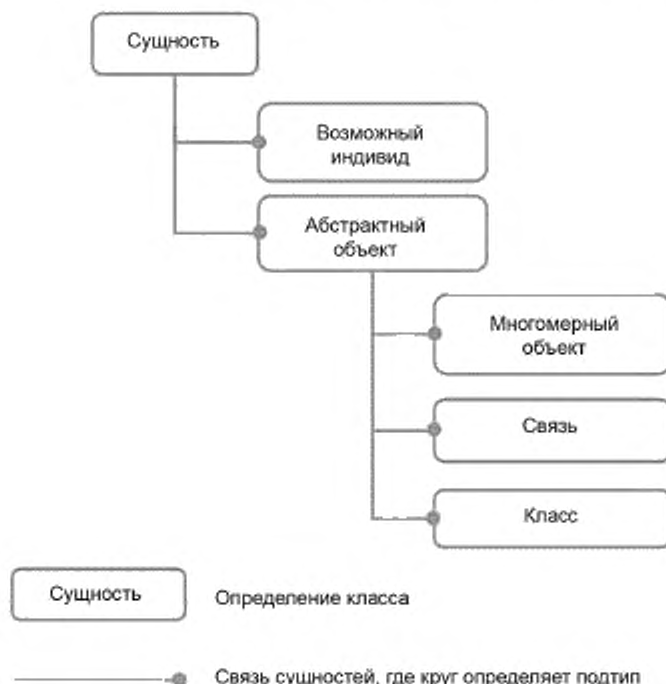 Сущность
Возможный
индивид
Абстрактный
объект
Многомерный
объект
Связь
Класс
Сущность
Определение класса
Связь сущностей, где круг определяет подтип